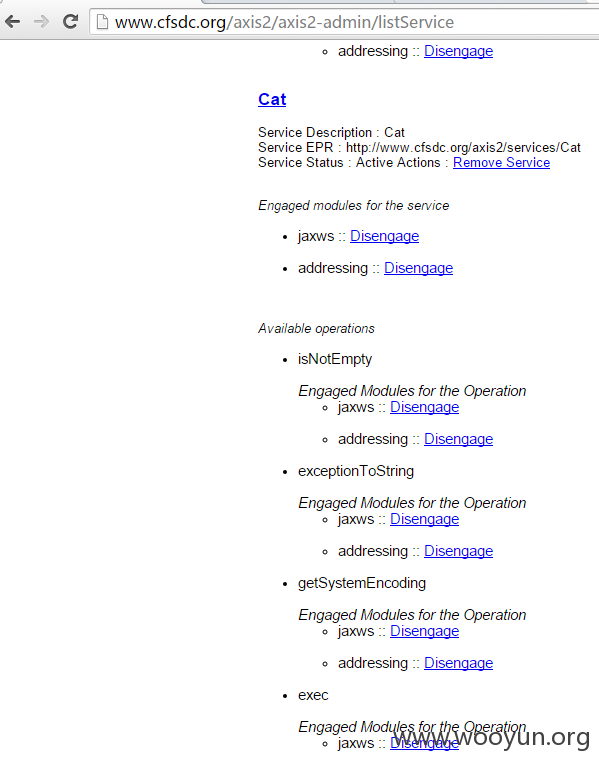 www.cfsdc.org/axis2/axis2-admin/listService
addressing :: Disengage
Cat
Service Description : Cat
Service EPR : http://www.cfsdc.org/axis2/services/Cat
Service Status : Active Actions : Remove Service
Engaged modules for the service
jaxws :: Disengage
addressing :: Disengage
Available operations
isNotEmpty
Engaged Modules for the Operation
jaxws :: Disengage
addressing :: Disengage
exceptionToString
Engaged Modules for the Operation
jaxws :: Disengage
addressing :: Disengage
getSystemEncoding
Engaged Modules for the Operation
jaxws :: Disengage
addressing :: Disengage
exec
Engaged Modules for the Operation
www.wooyun.org
jaxws :: Disengage